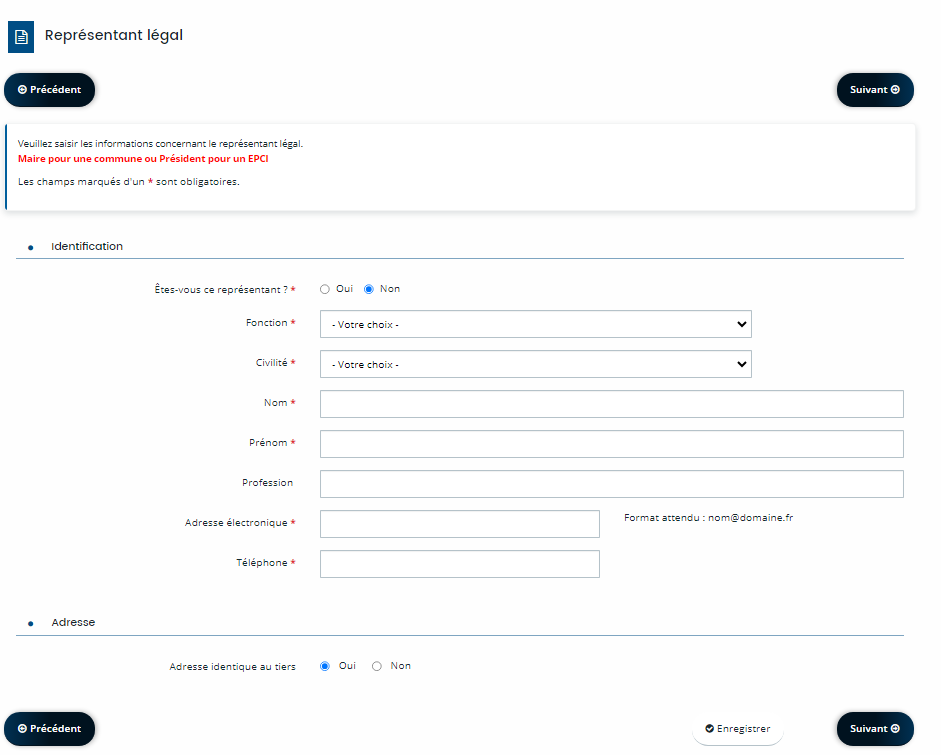 Représentant légal
Précédent
Suivant
Veuillez saisir les informations concernant le représentant légal.
Maire pour une commune ou Président pour un EPCI
Les champs marqués d'un * sont obligatoires.
Identification
Êtes-vous ce représentant ? * Oui Non
Fonction * - Votre choix -
Civilité * - Votre choix -
Nom *
Prénom *
Profession
Adresse électronique * Format attendu : nom@domaine.fr
Téléphone *
Adresse
Adresse identique au tiers Oui Non
Précédent
Enregistrer
Suivant